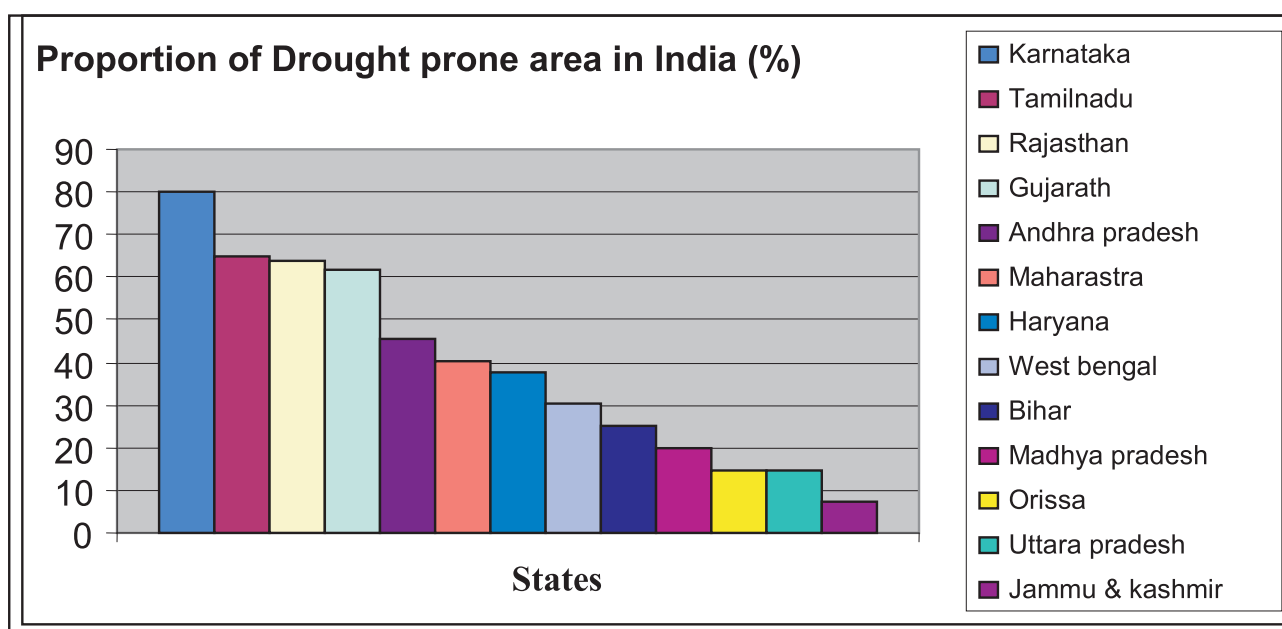 Proportion of Drought prone area in India (%)
90
80
70
60
50
40
30
20
10
0
States
Karnataka
Tamilnadu
Rajasthan
Gujarath
Andhra pradesh
Maharastra
Haryana
West bengal
Bihar
Madhya pradesh
Orissa
Uttara pradesh
Jammu & kashmir